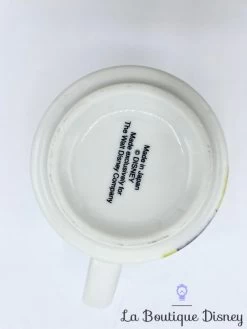 Made in Japan
© DISNEY
Made exclusively for
The Walt Disney Company
La Boutique Disney